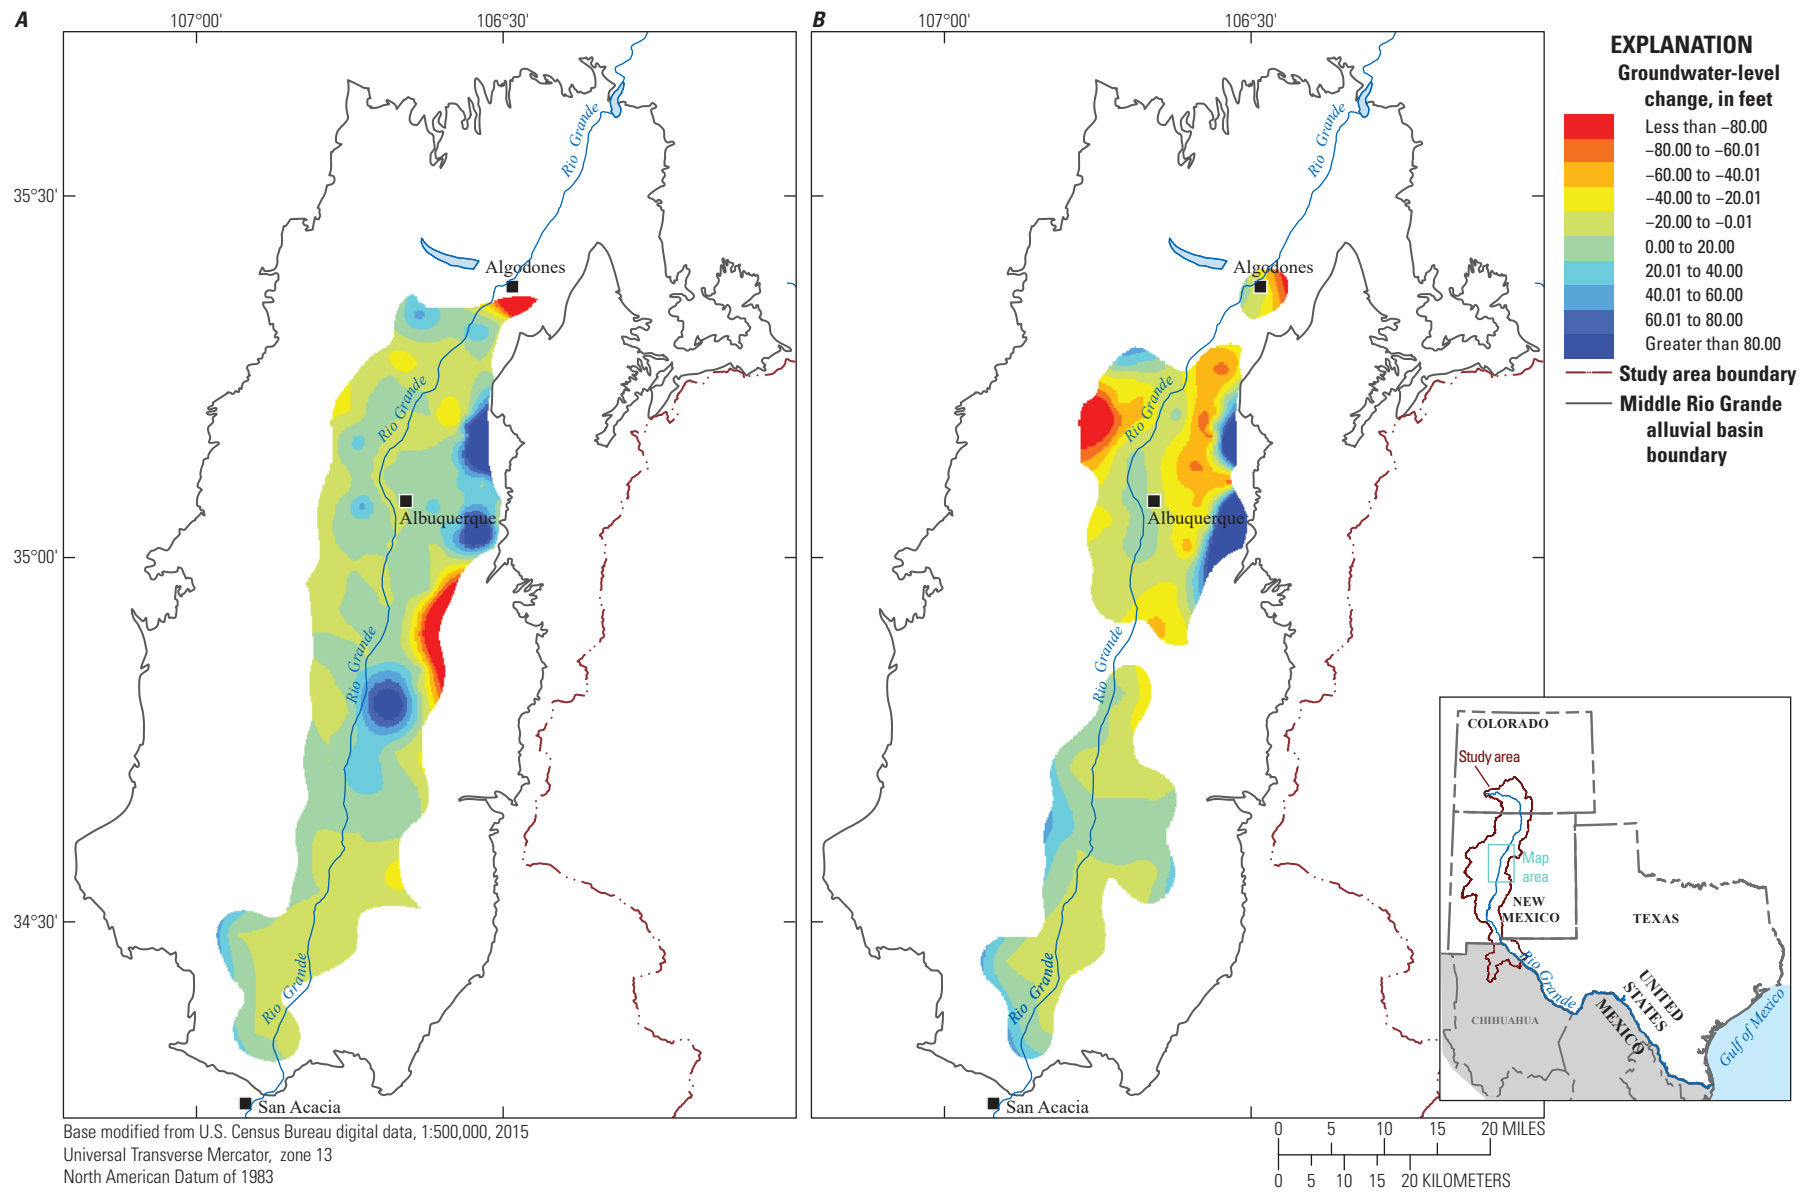 A
107°00'
106°30'
B
107°00'
106°30'
35°30'
35°00'
34°30'
Rio Grande
Algodones
Rio Grande
Albuquerque
Rio Grande
Rio Grande
San Acacia
Rio Grande
Algodones
Rio Grande
Albuquerque
Rio Grande
Rio Grande
San Acacia
EXPLANATION
Groundwater-level
change, in feet
Less than −80.00
−80.00 to −60.01
−60.00 to −40.01
−40.00 to −20.01
−20.00 to −0.01
0.00 to 20.00
20.01 to 40.00
40.01 to 60.00
60.01 to 80.00
Greater than 80.00
Study area boundary
Middle Rio Grande
alluvial basin
boundary
COLORADO
Study area
Map
area
NEW
MEXICO
TEXAS
Rio Grande
UNITED
STATES
MEXICO
CHIHUAHUA
Gulf of Mexico
Base modified from U.S. Census Bureau digital data, 1:500,000, 2015
Universal Transverse Mercator, zone 13
North American Datum of 1983
0 5 10 15 20 MILES
0 5 10 15 20 KILOMETERS